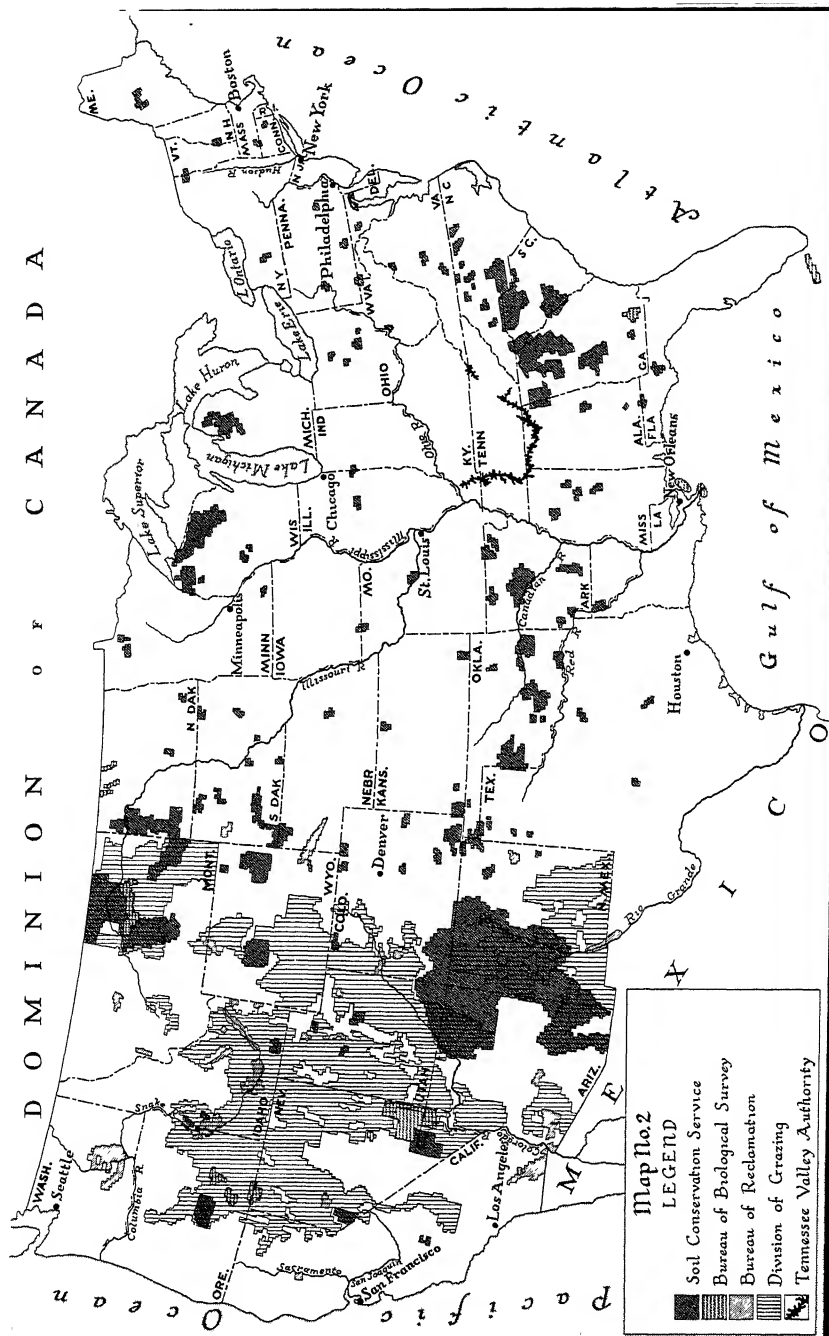 DOMINION OF CANADA
Pacific Ocean
Atlantic Ocean
Gulf of Mexico
MEXICO
WASH.
Seattle
Columbia R.
Snake
ORE.
IDAHO
NEV.
UTAH
CALIF.
Sacramento
San Joaquin
San Francisco
Los Angeles
Colorado
ARIZ.
N. MEX.
Rio Grande
MONT.
WYO.
COLO.
Denver
N DAK
S DAK
NEBR
KANS.
OKLA.
TEX.
Houston
Canadian R
Red R
Missouri R
MINN
IOWA
Minneapolis
MO.
St. Louis
ARK
LA
MISS
New Orleans
Mississippi R
WIS
ILL.
Chicago
Lake Superior
Lake Michigan
Lake Huron
Lake Erie
L Ontario
MICH.
IND
OHIO
Ohio R.
KY.
TENN
ALA.
FLA
GA
S C.
N C
VA
W VA
DEL.
PENNA.
Philadelphia
N Y
N J
New York
Hudson R
CONN
R I
MASS
Boston
N H.
VT.
ME.
Map No. 2
LEGEND
Soil Conservation Service
Bureau of Biological Survey
Bureau of Reclamation
Division of Grazing
Tennessee Valley Authority